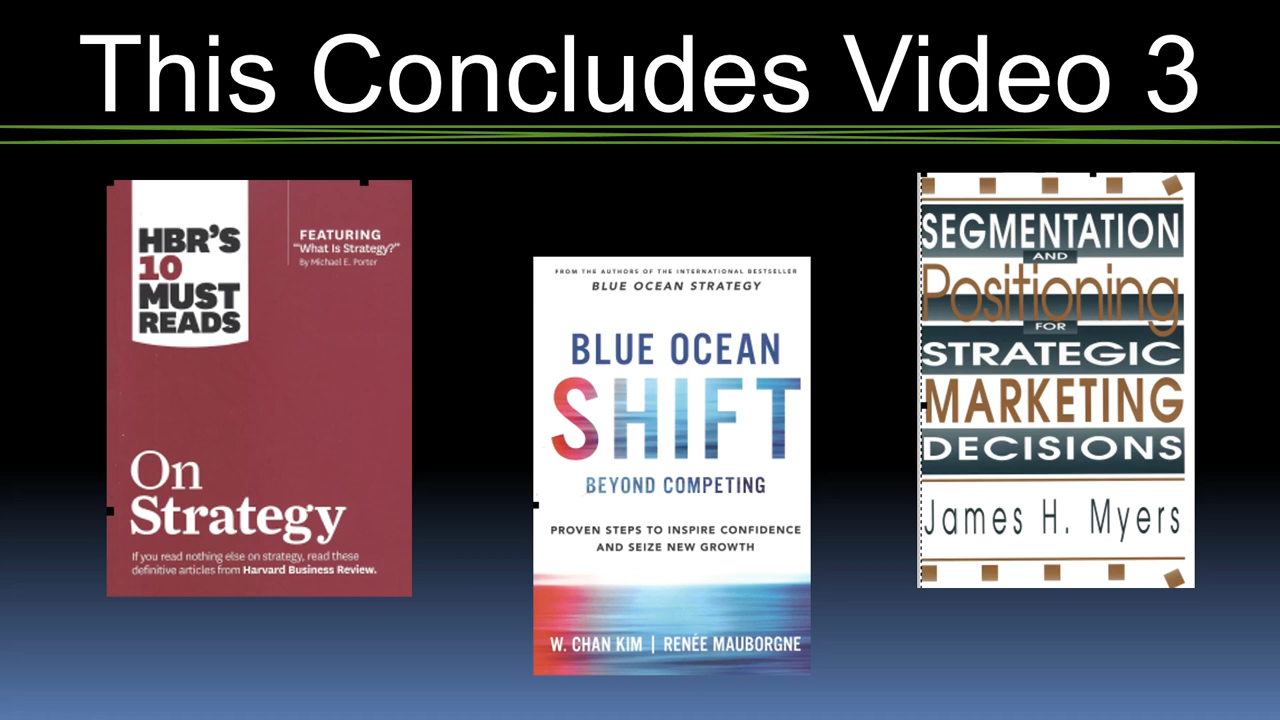 This Concludes Video 3
HBR'S
10
MUST
READS
FEATURING
"What Is Strategy?"
By Michael E. Porter
On
Strategy
If you read nothing else on strategy, read these
definitive articles from Harvard Business Review.
FROM THE AUTHORS OF THE INTERNATIONAL BESTSELLER
BLUE OCEAN STRATEGY
BLUE OCEAN
SHIFT
BEYOND COMPETING
PROVEN STEPS TO INSPIRE CONFIDENCE
AND SEIZE NEW GROWTH
W. CHAN KIM | RENÉE MAUBORGNE
SEGMENTATION
AND
Positioning
FOR
STRATEGIC
MARKETING
DECISIONS
James H. Myers